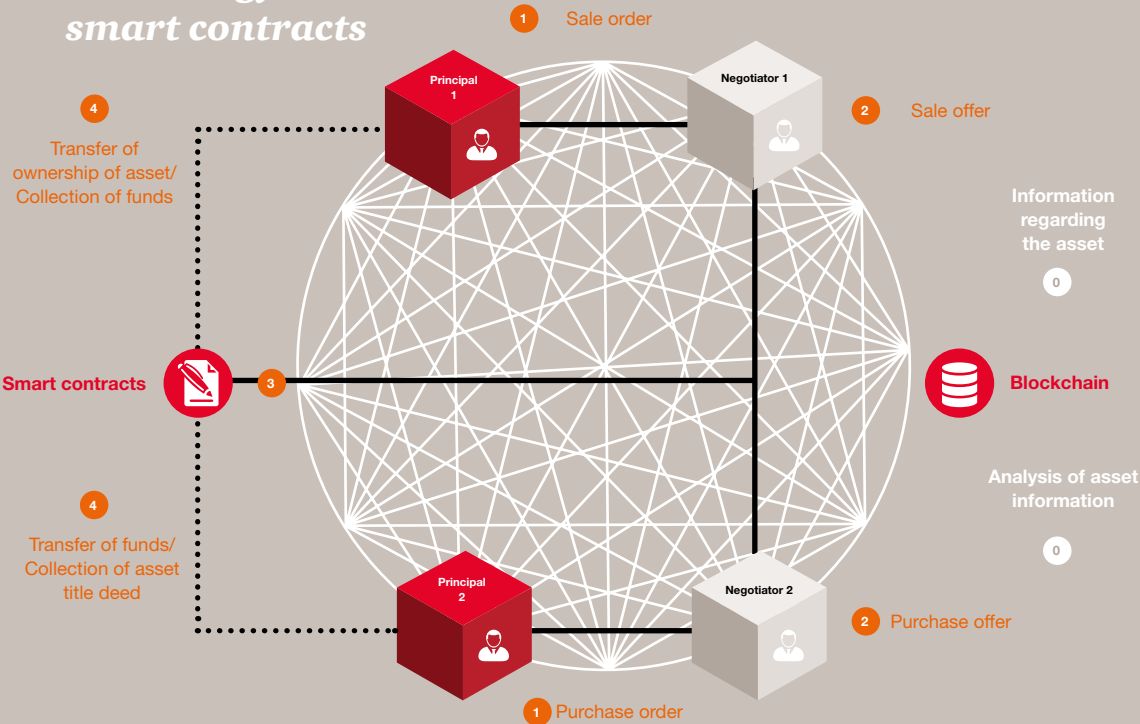 smart contracts
1 Sale order
Principal
1
Negotiator 1
4
2 Sale offer
Transfer of
ownership of asset/
Collection of funds
Information
regarding
the asset
0
Smart contracts
3
Blockchain
4
Analysis of asset
information
0
Transfer of funds/
Collection of asset
title deed
Principal
2
Negotiator 2
2 Purchase offer
1 Purchase order